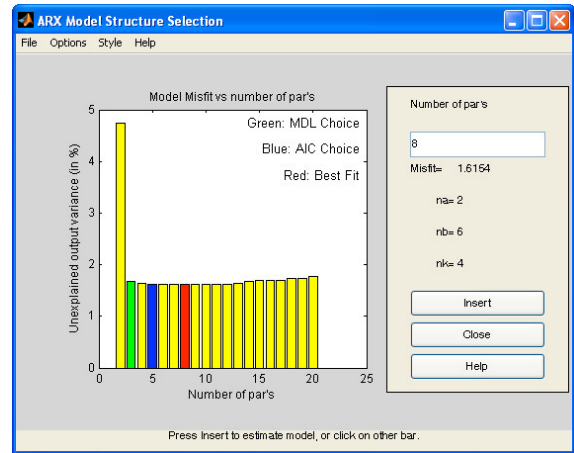 ARX Model Structure Selection
File Options Style Help
Model Misfit vs number of par's
Green: MDL Choice
Blue: AIC Choice
Red: Best Fit
Unexplained output variance (in %)
5
4
3
2
1
0
0 5 10 15 20 25
Number of par's
Number of par's
8
Misfit= 1.6154
na= 2
nb= 6
nk= 4
Insert
Close
Help
Press Insert to estimate model, or click on other bar.